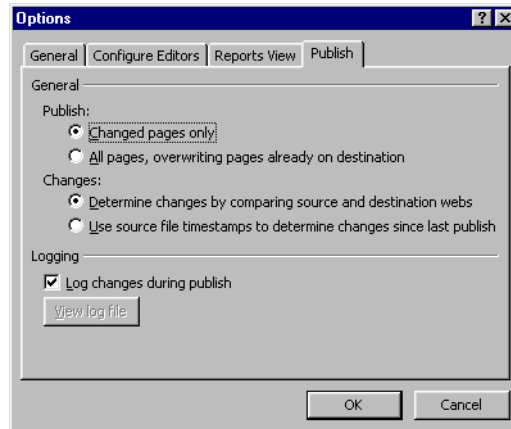 Options
General
Configure Editors
Reports View
Publish
General
Publish:
Changed pages only
All pages, overwriting pages already on destination
Changes:
Determine changes by comparing source and destination webs
Use source file timestamps to determine changes since last publish
Logging
Log changes during publish
View log file
OK
Cancel